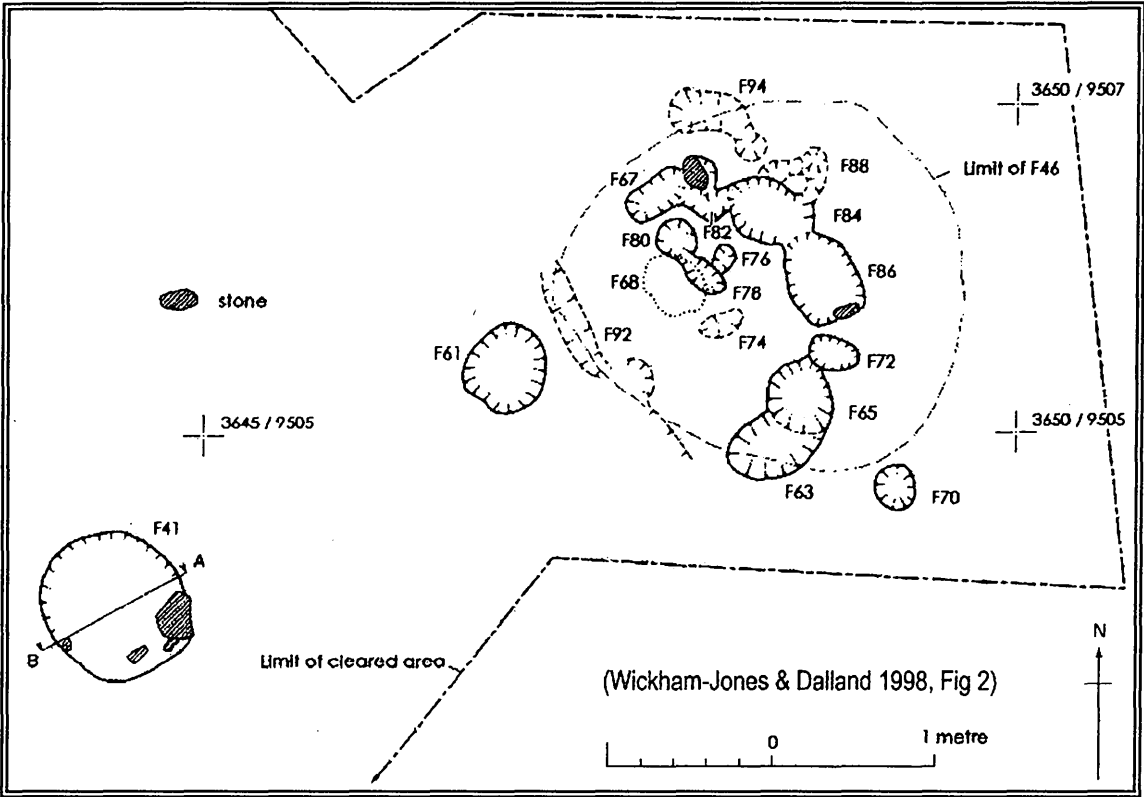 F94
3650 / 9507
F88
Limit of F46
F67
F84
F82
F80
F76
F86
F68
F78
stone
F74
F92
F61
F72
F65
3645 / 9505
3650 / 9505
F63
F70
F41
A
B
Limit of cleared area
N
(Wickham-Jones & Dalland 1998, Fig 2)
0
1 metre